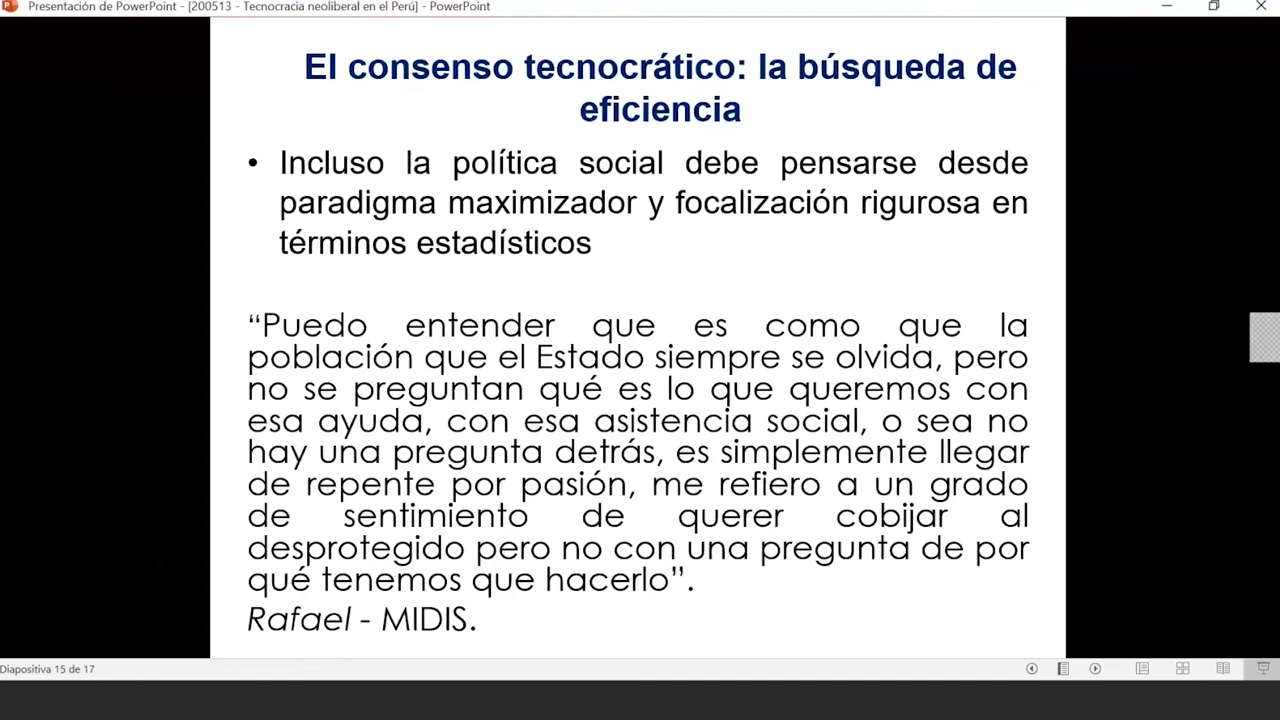 Presentación de PowerPoint - [200513 - Tecnocracia neoliberal en el Perú] - PowerPoint
El consenso tecnocrático: la búsqueda de
eficiencia
• Incluso la política social debe pensarse desde
paradigma maximizador y focalización rigurosa en
términos estadísticos
“Puedo entender que es como que la
población que el Estado siempre se olvida, pero
no se preguntan qué es lo que queremos con
esa ayuda, con esa asistencia social, o sea no
hay una pregunta detrás, es simplemente llegar
de repente por pasión, me refiero a un grado
de sentimiento de querer cobijar al
desprotegido pero no con una pregunta de por
qué tenemos que hacerlo”.
Rafael - MIDIS.
Diapositiva 15 de 17